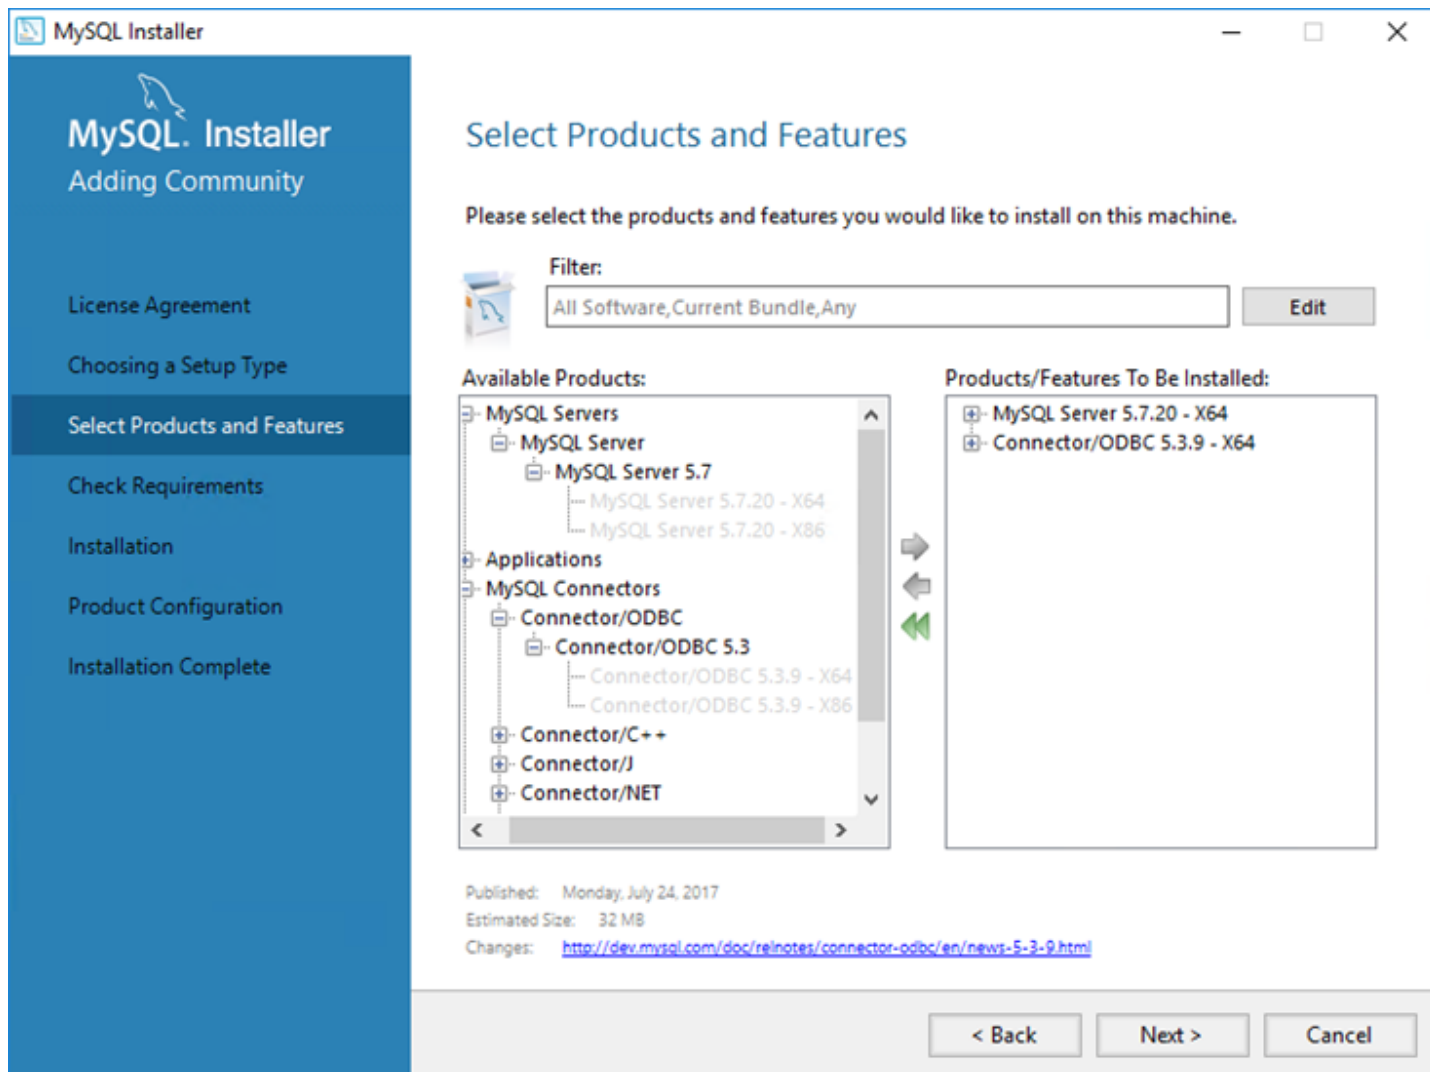 MySQL Installer
MySQL. Installer
Adding Community
License Agreement
Choosing a Setup Type
Select Products and Features
Check Requirements
Installation
Product Configuration
Installation Complete
Select Products and Features
Please select the products and features you would like to install on this machine.
Filter:
All Software,Current Bundle,Any
Edit
Available Products:
MySQL Servers
MySQL Server
MySQL Server 5.7
MySQL Server 5.7.20 - X64
MySQL Server 5.7.20 - X86
Applications
MySQL Connectors
Connector/ODBC
Connector/ODBC 5.3
Connector/ODBC 5.3.9 - X64
Connector/ODBC 5.3.9 - X86
Connector/C++
Connector/J
Connector/NET
Products/Features To Be Installed:
MySQL Server 5.7.20 - X64
Connector/ODBC 5.3.9 - X64
Published: Monday, July 24, 2017
Estimated Size: 32 MB
Changes: http://dev.mysql.com/doc/relnotes/connector-odbc/en/news-5-3-9.html
< Back
Next >
Cancel